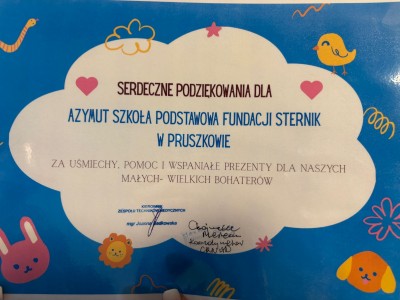 SERDECZNE PODZIĘKOWANIA DLA
AZYMUT SZKOŁA PODSTAWOWA FUNDACJI STERNIK
W PRUSZKOWIE
ZA UŚMIECHY, POMOC I WSPANIAŁE PREZENTY DLA NASZYCH
MAŁYCH- WIELKICH BOHATERÓW
mgr